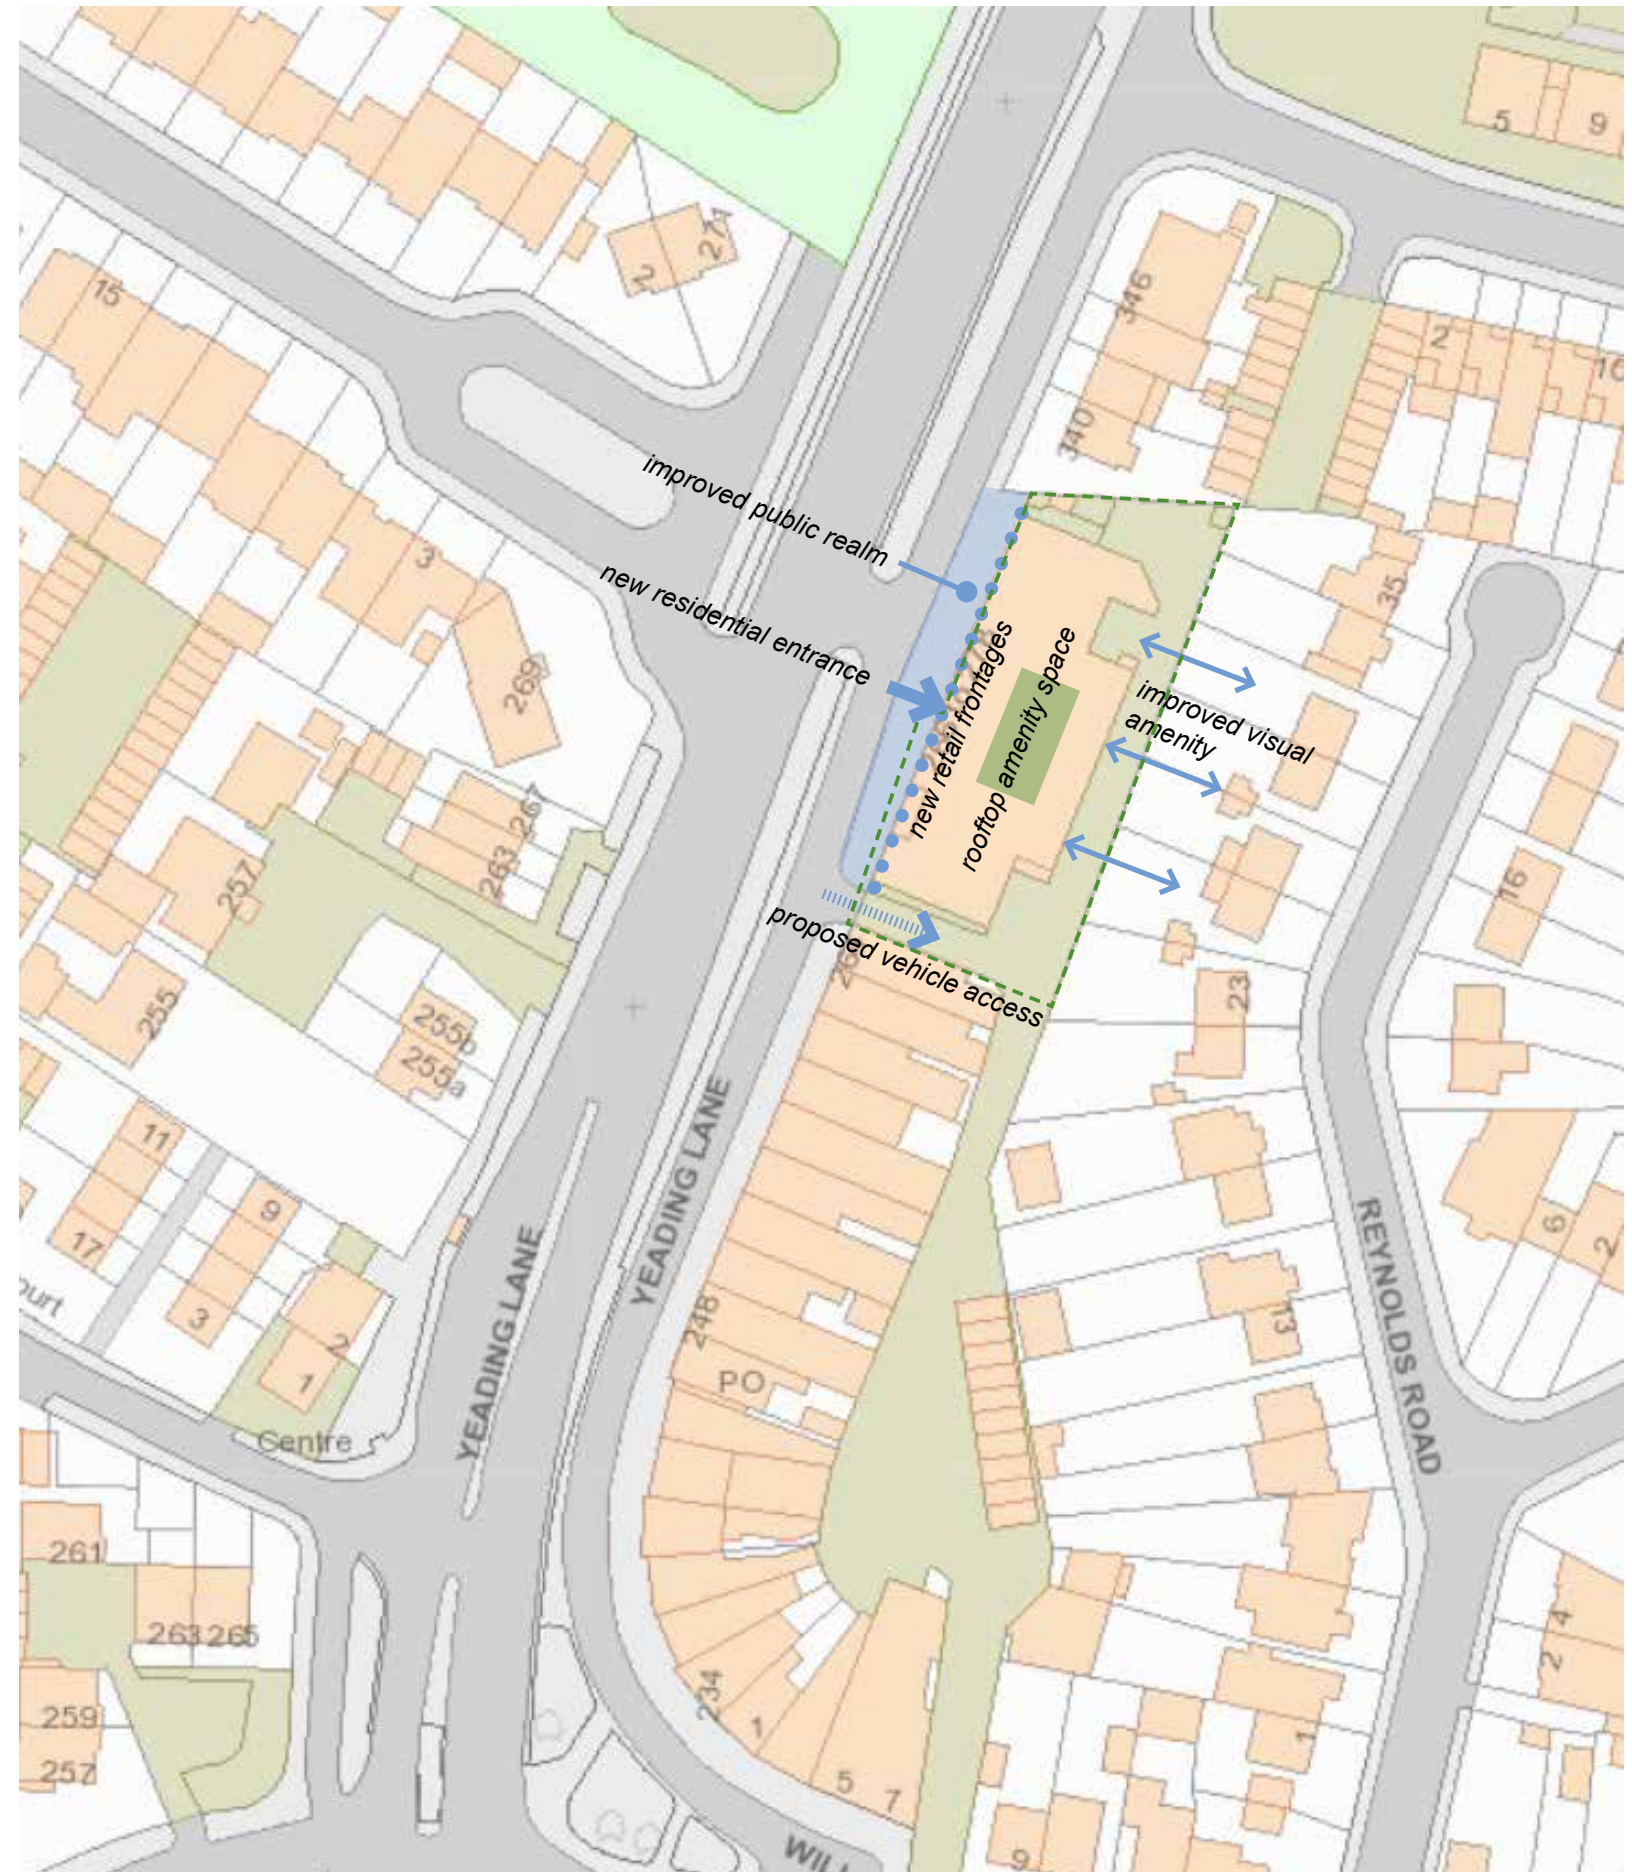 5
9
271
2
15
346
2
10
340
improved public realm
3
35
new residential entrance
new retail frontages
rooftop amenity space
improved visual
amenity
269
267
263
257
16
proposed vehicle access
23
255
255b
255a
YEADING LANE
11
9
17
3
2
1
YEADING LANE
REYNOLDS ROAD
6
2
13
248
PO
Centre
261
263 265
259
257
234
1
5
7
4
2
1
9